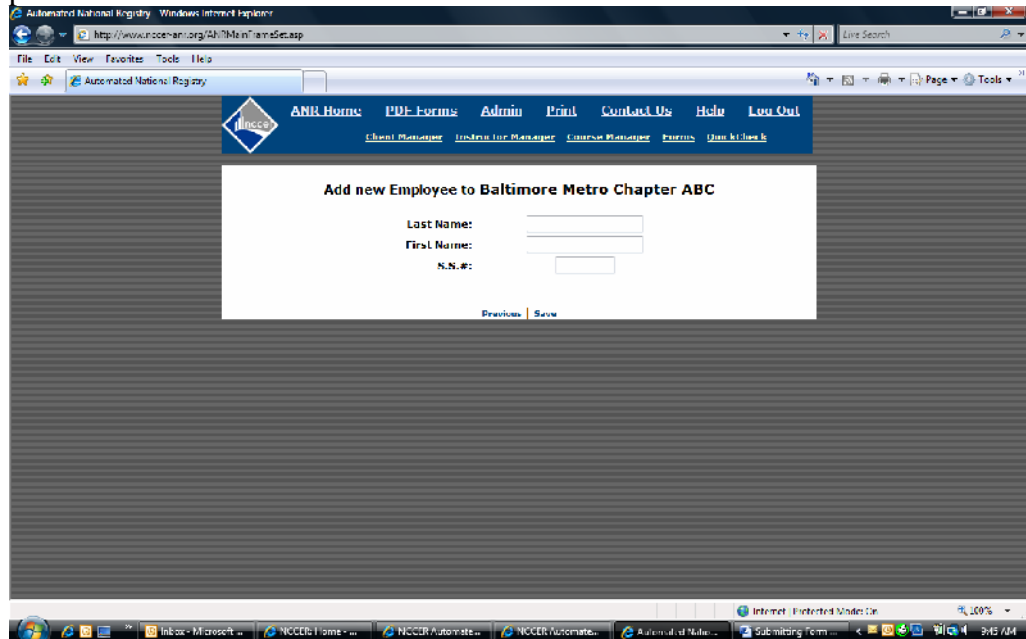 Automated National Registry Windows Internet Explorer
http://www.nccer-anr.org/ANRMainFrameSet.asp
Live Search
File Edit View Favorites Tools Help
Automated National Registry
Page Tools
nccer
ANR Home PDF Forms Admin Print Contact Us Help Log Out
Client Manager Instructor Manager Course Manager Forms QuickCheck
Add new Employee to Baltimore Metro Chapter ABC
Last Name:
First Name:
S.S.#:
Previous | Save
Internet | Protected Mode: On 100%
Inbox - Microsoft ... NCCER: Home - ... NCCER Automate... NCCER Automate... Automated Natio... Submitting Form ... 9:45 AM